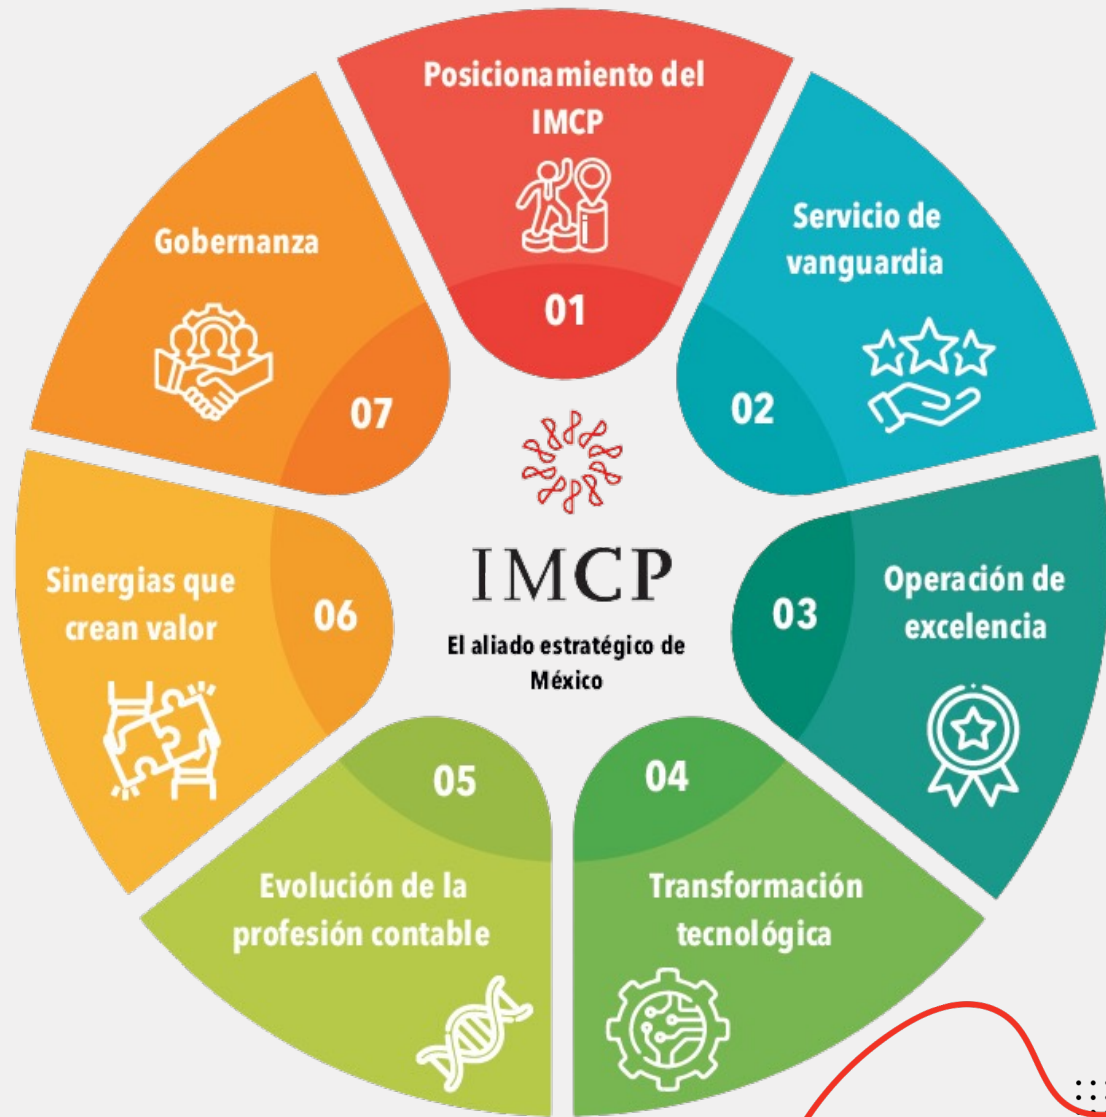 Posicionamiento del
IMCP
01
Servicio de
vanguardia
02
Operación de
excelencia
03
Transformación
tecnológica
04
Evolución de la
profesión contable
05
Sinergias que
crean valor
06
Gobernanza
07
IMCP
El aliado estratégico de
México